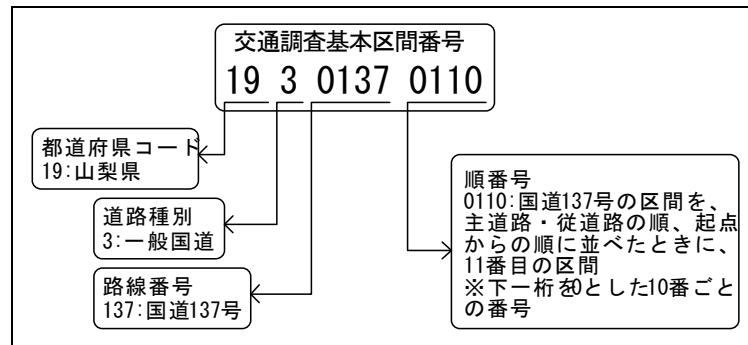 交通調査基本区間番号
19 3 0137 0110
都道府県コード
19:山梨県
道路種別
3:一般国道
路線番号
137:国道137号
順番号
0110:国道137号の区間を、
主道路・従道路の順、起点
からの順に並べたときに、
11番目の区間
※下一桁を0とした10番ごと
の番号